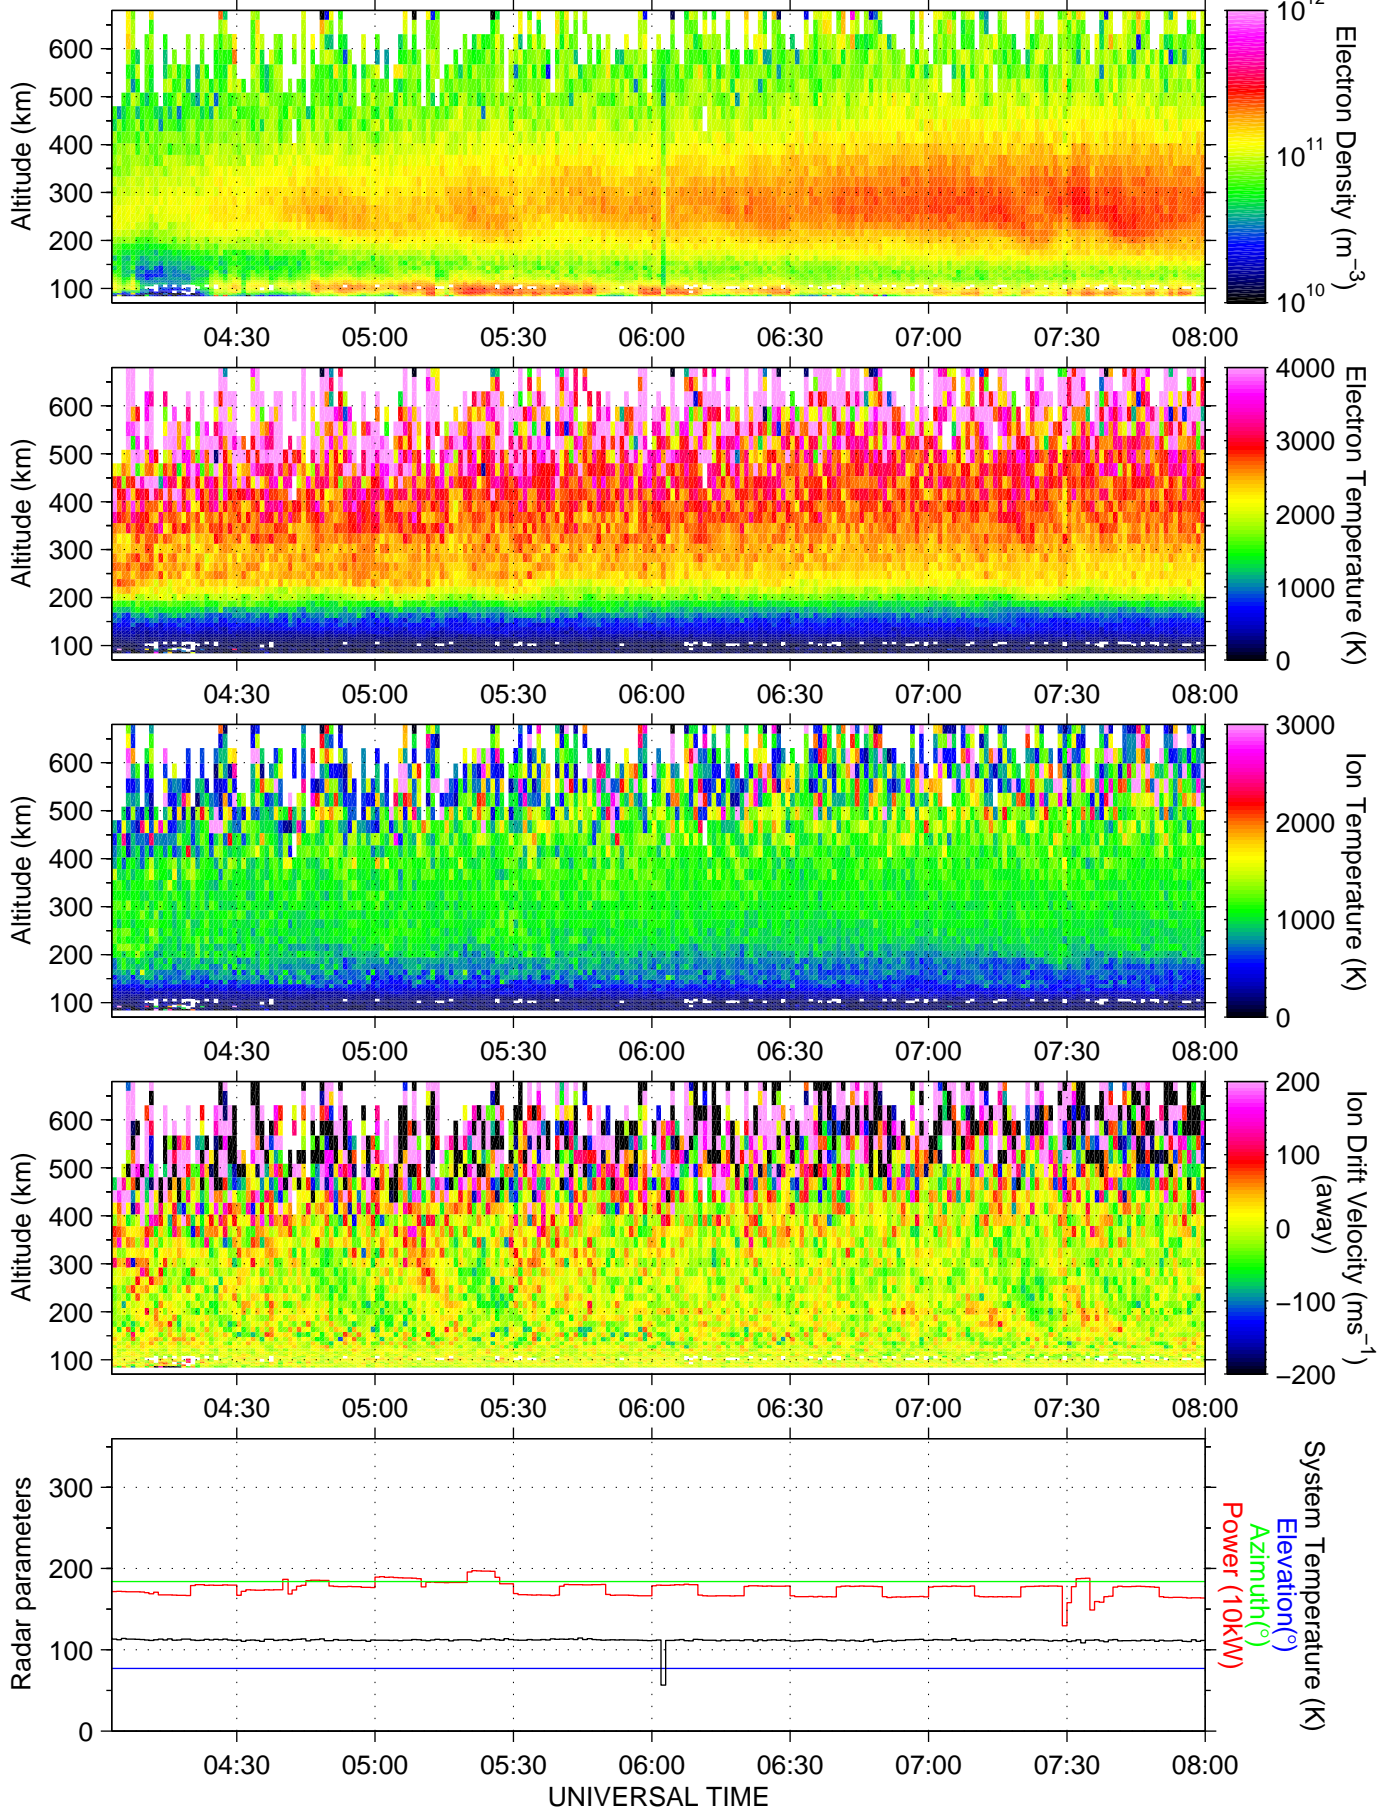 600
500
400
300
200
100
Altitude (km)
04:30 05:00 05:30 06:00 06:30 07:00 07:30 08:00
10^12
10^11
10^10
Electron Density (m^−3)
600
500
400
300
200
100
Altitude (km)
04:30 05:00 05:30 06:00 06:30 07:00 07:30 08:00
4000
3000
2000
1000
0
Electron Temperature (K)
600
500
400
300
200
100
Altitude (km)
04:30 05:00 05:30 06:00 06:30 07:00 07:30 08:00
3000
2000
1000
0
Ion Temperature (K)
600
500
400
300
200
100
Altitude (km)
04:30 05:00 05:30 06:00 06:30 07:00 07:30 08:00
200
100
0
−100
−200
Ion Drift Velocity (ms^−1)
(away)
300
200
100
0
Radar parameters
04:30 05:00 05:30 06:00 06:30 07:00 07:30 08:00
UNIVERSAL TIME
System Temperature (K)
Elevation(°)
Azimuth(°)
Power (10kW)